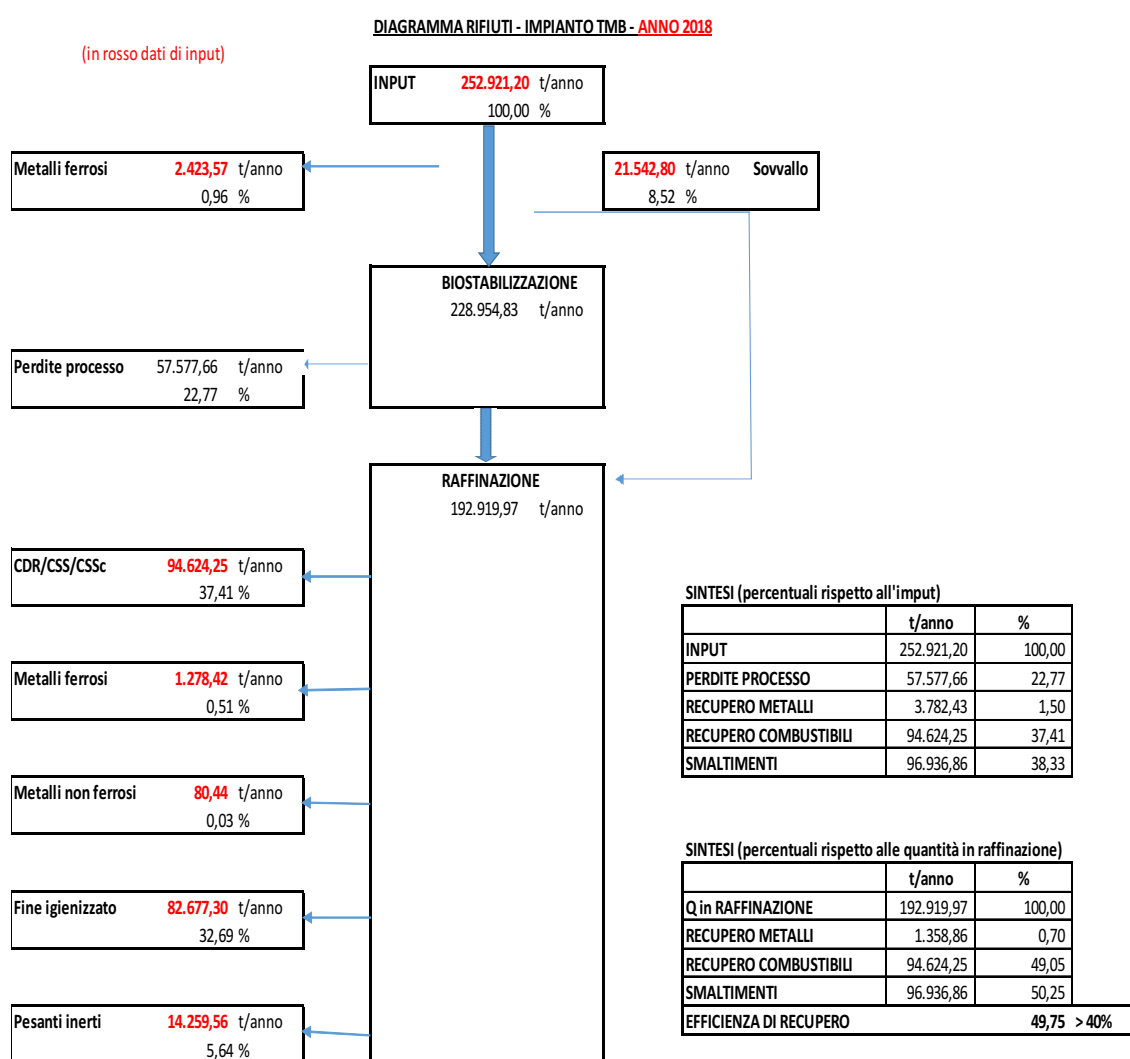 DIAGRAMMA RIFIUTI - IMPIANTO TMB - ANNO 2018
(in rosso dati di input)
INPUT 252.921,20 t/anno
100,00 %
Metalli ferrosi 2.423,57 t/anno
0,96 %
21.542,80 t/anno Sovvallo
8,52 %
BIOSTABILIZZAZIONE
228.954,83 t/anno
Perdite processo 57.577,66 t/anno
22,77 %
RAFFINAZIONE
192.919,97 t/anno
CDR/CSS/CSSc 94.624,25 t/anno
37,41 %
Metalli ferrosi 1.278,42 t/anno
0,51 %
Metalli non ferrosi 80,44 t/anno
0,03 %
Fine igienizzato 82.677,30 t/anno
32,69 %
Pesanti inerti 14.259,56 t/anno
5,64 %
SINTESI (percentuali rispetto all'imput)
t/anno %
INPUT 252.921,20 100,00
PERDITE PROCESSO 57.577,66 22,77
RECUPERO METALLI 3.782,43 1,50
RECUPERO COMBUSTIBILI 94.624,25 37,41
SMALTIMENTI 96.936,86 38,33
SINTESI (percentuali rispetto alle quantità in raffinazione)
t/anno %
Q in RAFFINAZIONE 192.919,97 100,00
RECUPERO METALLI 1.358,86 0,70
RECUPERO COMBUSTIBILI 94.624,25 49,05
SMALTIMENTI 96.936,86 50,25
EFFICIENZA DI RECUPERO 49,75 > 40%